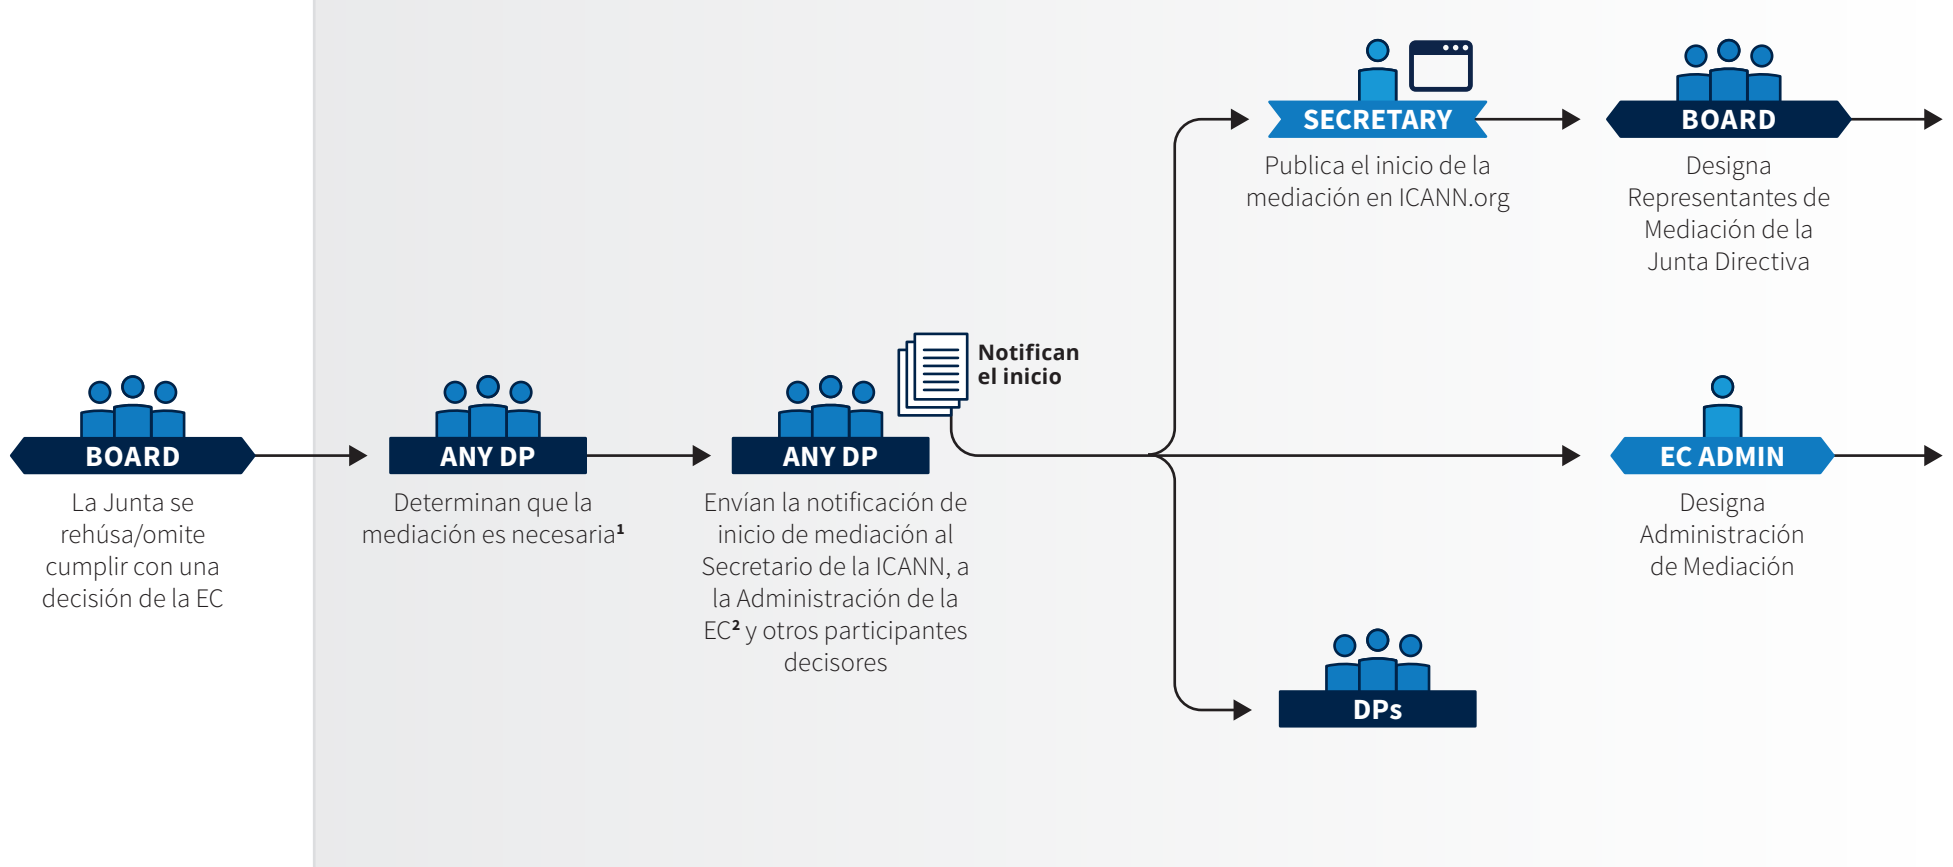 BOARD
La Junta se
rehúsa/omite
cumplir con una
decisión de la EC
ANY DP
Determinan que la
mediación es necesaria¹
ANY DP
Envían la notificación de
inicio de mediación al
Secretario de la ICANN, a
la Administración de la
EC² y otros participantes
decisores
Notifican
el inicio
SECRETARY
Publica el inicio de la
mediación en ICANN.org
BOARD
Designa
Representantes de
Mediación de la
Junta Directiva
EC ADMIN
Designa
Administración
de Mediación
DPs